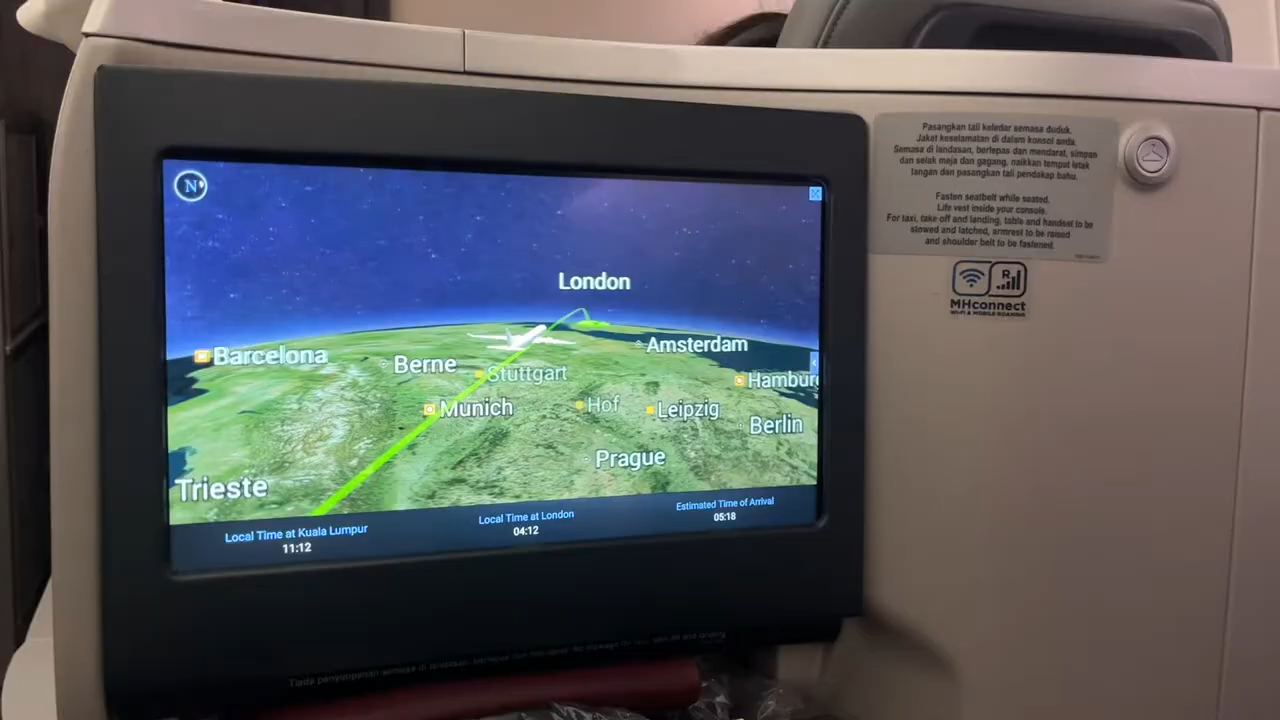 N
London
Barcelona
Berne
Stuttgart
Amsterdam
Hamburg
Munich
Hof
Leipzig
Berlin
Prague
Trieste
Local Time at Kuala Lumpur
11:12
Local Time at London
04:12
Estimated Time of Arrival
05:18
Pasangkan tali keledar semasa duduk.
Jaket keselamatan di dalam konsol anda.
Semasa di landasan, berlepas dan mendarat, simpan
dan selak meja dan gagang, naikkan tempat letak
tangan dan pasangkan tali pendakap bahu.
Fasten seatbelt while seated.
Life vest inside your console.
For taxi, take off and landing, table and handset to be
stowed and latched, armrest to be raised
and shoulder belt to be fastened.
R
MHconnect
WI-FI & MOBILE ROAMING